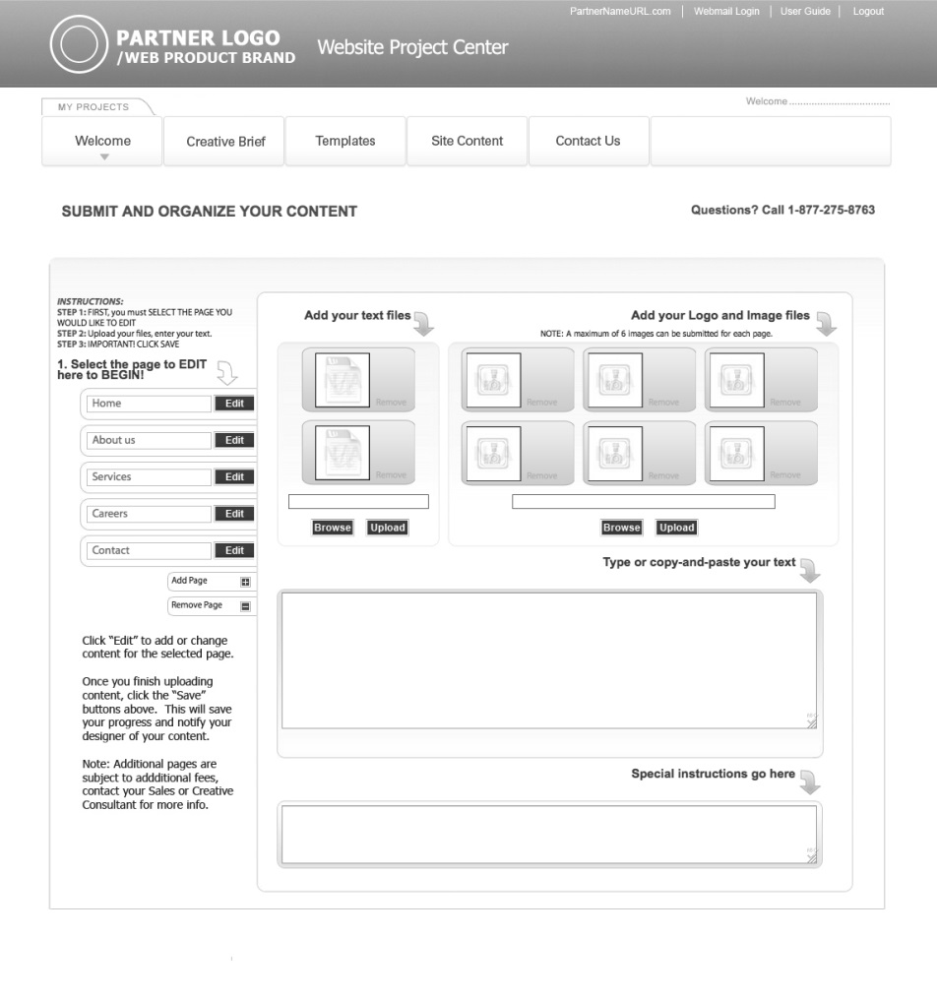 PartnerNameURL.com | Webmail Login | User Guide | Logout
PARTNER LOGO
/WEB PRODUCT BRAND
Website Project Center
MY PROJECTS
Welcome....................................
Welcome
Creative Brief
Templates
Site Content
Contact Us
SUBMIT AND ORGANIZE YOUR CONTENT
Questions? Call 1-877-275-8763
INSTRUCTIONS:
STEP 1: FIRST, you must SELECT THE PAGE YOU
WOULD LIKE TO EDIT
STEP 2: Upload your files, enter your text.
STEP 3: IMPORTANT! CLICK SAVE
1. Select the page to EDIT
here to BEGIN!
Home Edit
About us Edit
Services Edit
Careers Edit
Contact Edit
Add Page
Remove Page
Click "Edit" to add or change
content for the selected page.
Once you finish uploading
content, click the "Save"
buttons above. This will save
your progress and notify your
designer of your content.
Note: Additional pages are
subject to addditional fees,
contact your Sales or Creative
Consultant for more info.
Add your text files
Remove
Remove
Browse Upload
Add your Logo and Image files
NOTE: A maximum of 6 images can be submitted for each page.
Remove Remove Remove
Remove Remove Remove
Browse Upload
Type or copy-and-paste your text
Special instructions go here